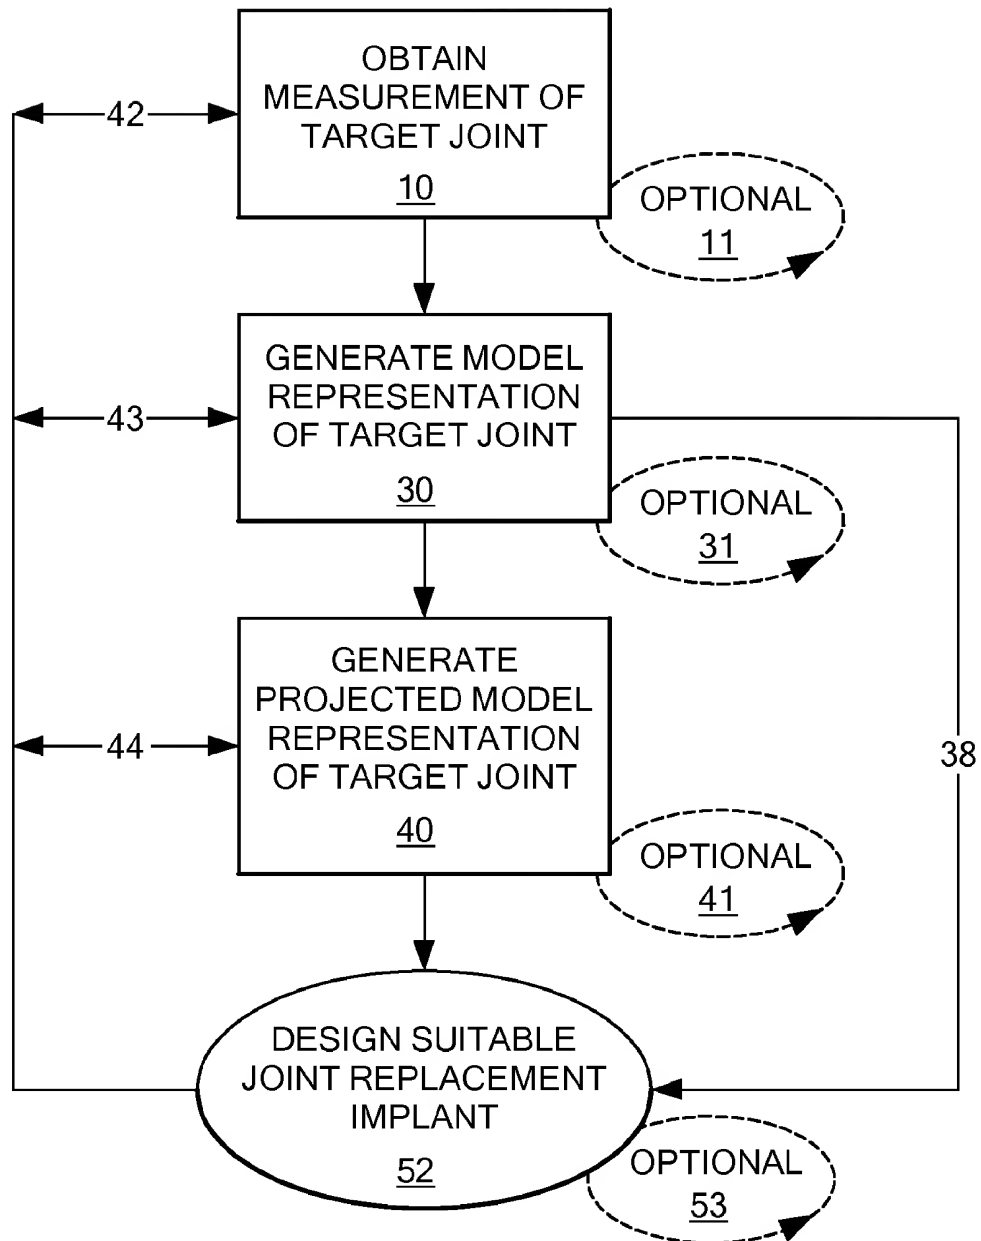 OBTAIN
MEASUREMENT OF
TARGET JOINT
10
42
OPTIONAL
11
GENERATE MODEL
REPRESENTATION
OF TARGET JOINT
30
43
OPTIONAL
31
GENERATE
PROJECTED MODEL
REPRESENTATION
OF TARGET JOINT
40
44
38
OPTIONAL
41
DESIGN SUITABLE
JOINT REPLACEMENT
IMPLANT
52
OPTIONAL
53